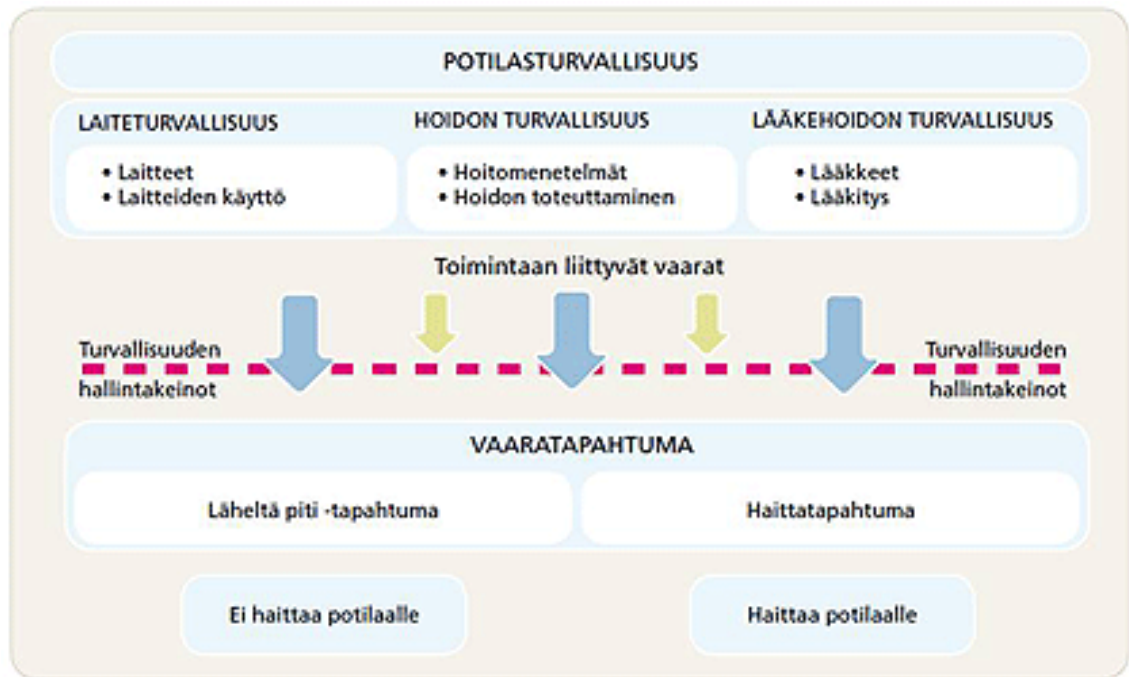 POTILASTURVALLISUUS
LAITETURVALLISUUS
• Laitteet
• Laitteiden käyttö
HOIDON TURVALLISUUS
• Hoitomenetelmät
• Hoidon toteuttaminen
LÄÄKEHOIDON TURVALLISUUS
• Lääkkeet
• Lääkitys
Toimintaan liittyvät vaarat
Turvallisuuden
hallintakeinot
Turvallisuuden
hallintakeinot
VAARATAPAHTUMA
Läheltä piti -tapahtuma
Haittatapahtuma
Ei haittaa potilaalle
Haittaa potilaalle